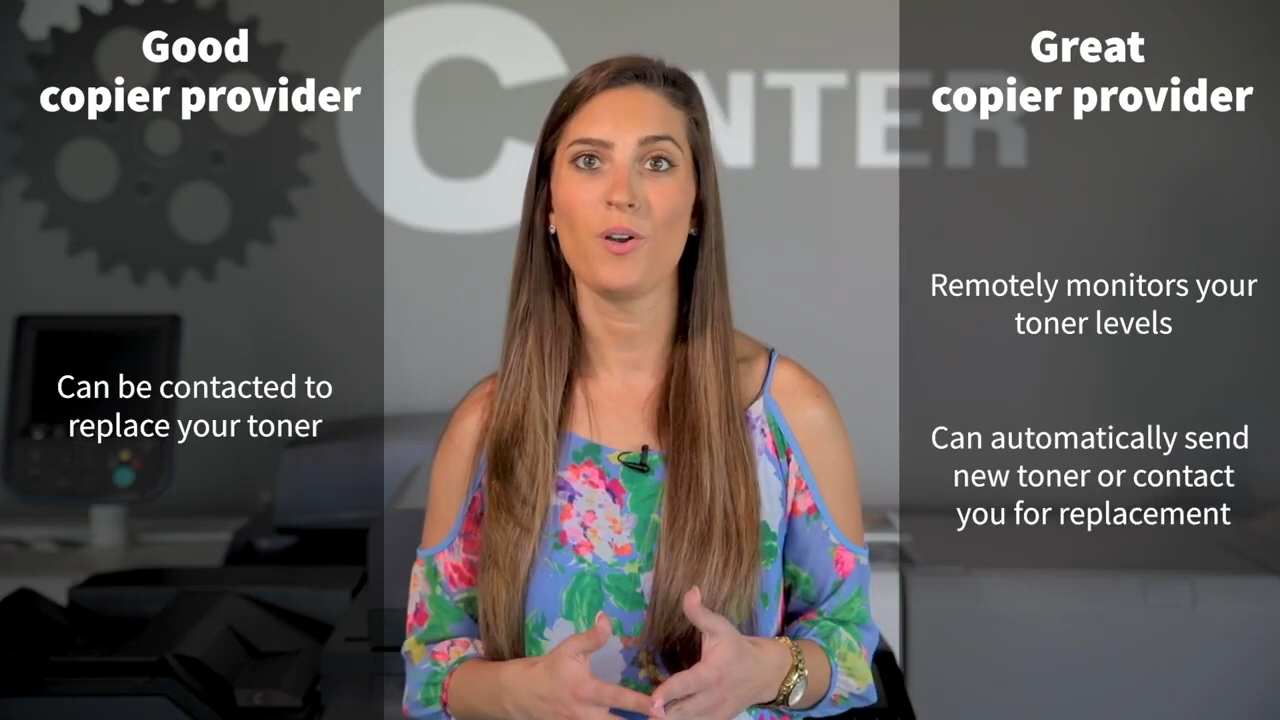 Good
copier provider
CENTER
Great
copier provider
Remotely monitors your
toner levels
Can be contacted to
replace your toner
Can automatically send
new toner or contact
you for replacement